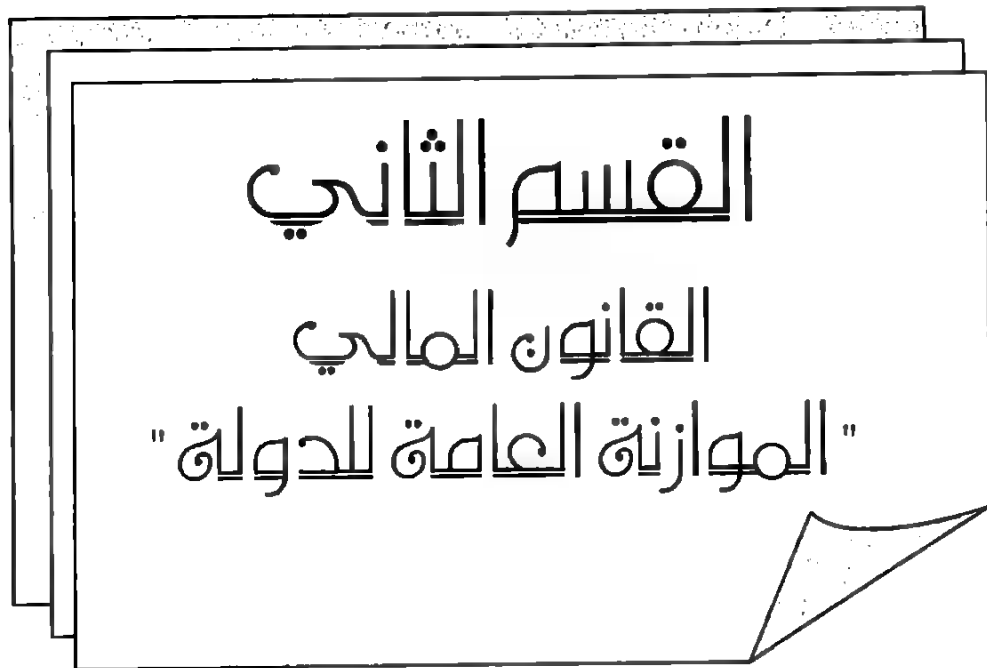 القسم الثاني
القانون المالي
" الموازنة العامة للدولة "